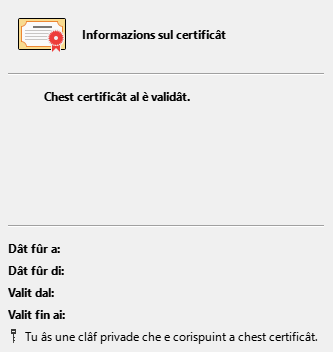 Informazions sul certificât
Chest certificât al è validât.
Dât fûr a:
Dât fûr di:
Valit dal:
Valit fin ai:
Tu âs une clâf privade che e corispuint a chest certificât.